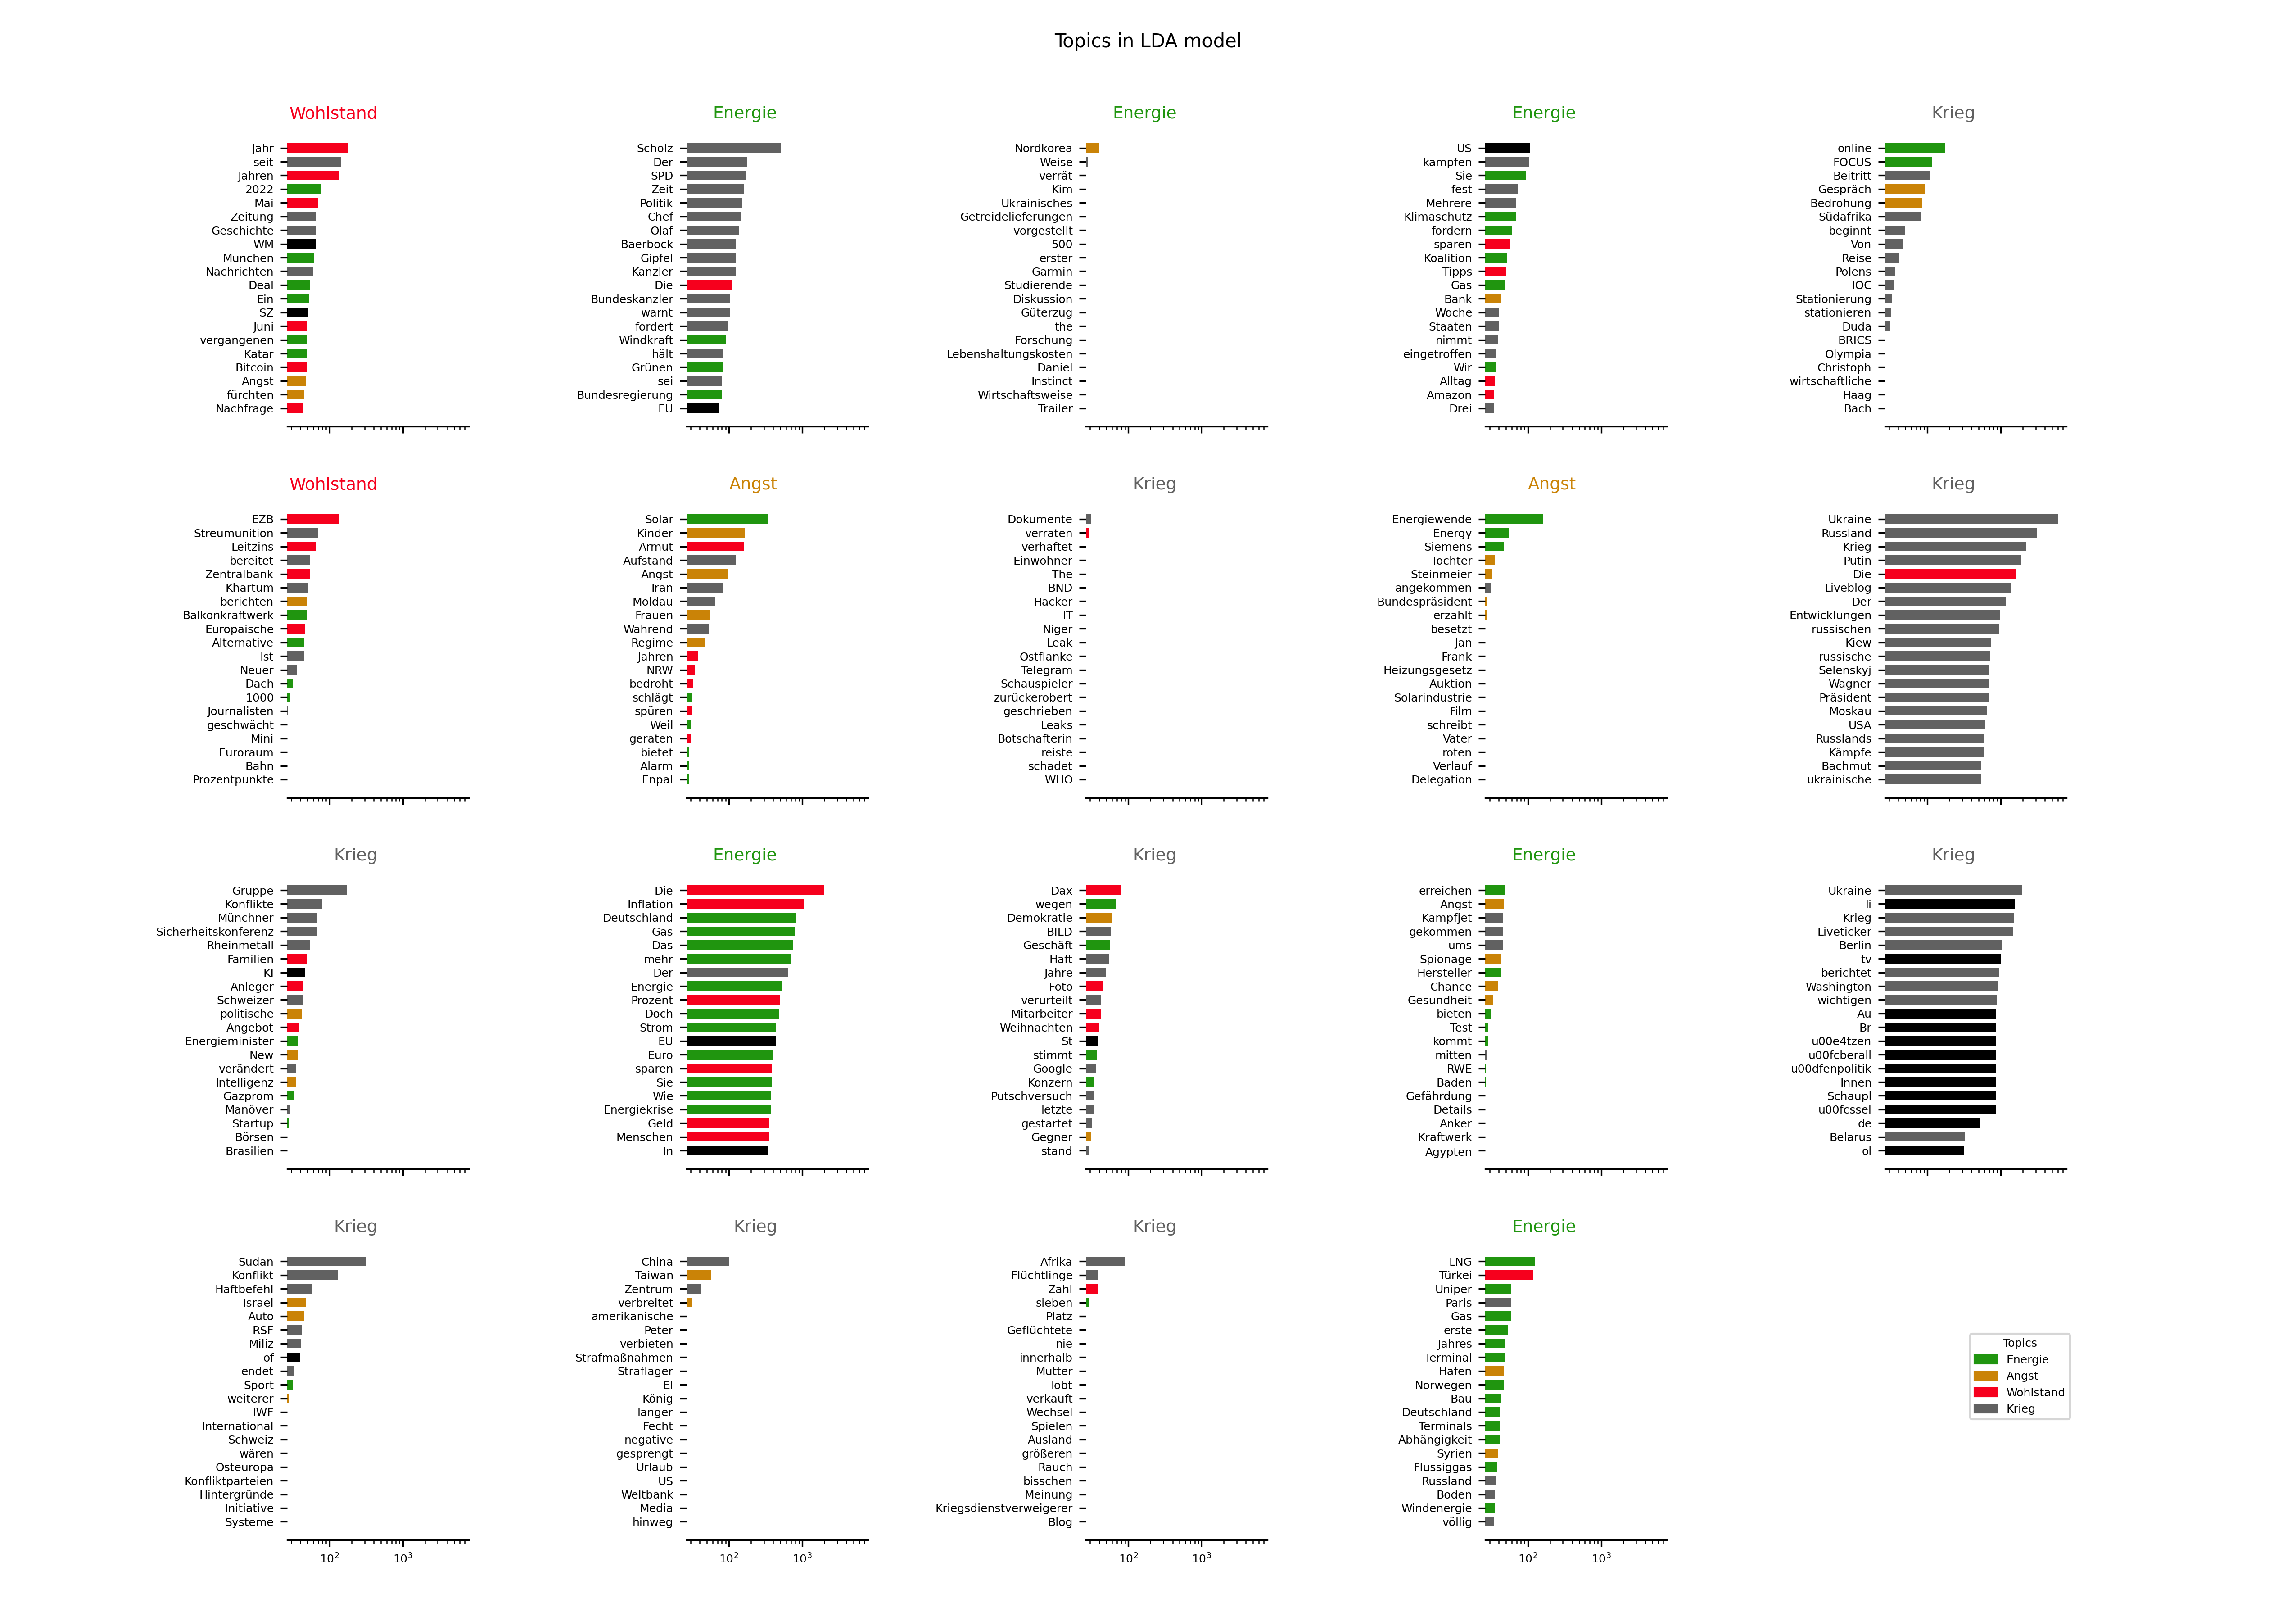 Topics in LDA model
Wohlstand
Jahr
seit
Jahren
2022
Mai
Zeitung
Geschichte
WM
München
Nachrichten
Deal
Ein
SZ
Juni
vergangenen
Katar
Bitcoin
Angst
fürchten
Nachfrage
Energie
Scholz
Der
SPD
Zeit
Politik
Chef
Olaf
Baerbock
Gipfel
Kanzler
Die
Bundeskanzler
warnt
fordert
Windkraft
hält
Grünen
sei
Bundesregierung
EU
Energie
Nordkorea
Weise
verrät
Kim
Ukrainisches
Getreidelieferungen
vorgestellt
500
erster
Garmin
Studierende
Diskussion
Güterzug
the
Forschung
Lebenshaltungskosten
Daniel
Instinct
Wirtschaftsweise
Trailer
Energie
US
kämpfen
Sie
fest
Mehrere
Klimaschutz
fordern
sparen
Koalition
Tipps
Gas
Bank
Woche
Staaten
nimmt
eingetroffen
Wir
Alltag
Amazon
Drei
Krieg
online
FOCUS
Beitritt
Gespräch
Bedrohung
Südafrika
beginnt
Von
Reise
Polens
IOC
Stationierung
stationieren
Duda
BRICS
Olympia
Christoph
wirtschaftliche
Haag
Bach
Wohlstand
EZB
Streumunition
Leitzins
bereitet
Zentralbank
Khartum
berichten
Balkonkraftwerk
Europäische
Alternative
Ist
Neuer
Dach
1000
Journalisten
geschwächt
Mini
Euroraum
Bahn
Prozentpunkte
Angst
Solar
Kinder
Armut
Aufstand
Angst
Iran
Moldau
Frauen
Während
Regime
Jahren
NRW
bedroht
schlägt
spüren
Weil
geraten
bietet
Alarm
Enpal
Krieg
Dokumente
verraten
verhaftet
Einwohner
The
BND
Hacker
IT
Niger
Leak
Ostflanke
Telegram
Schauspieler
zurückerobert
geschrieben
Leaks
Botschafterin
reiste
schadet
WHO
Angst
Energiewende
Energy
Siemens
Tochter
Steinmeier
angekommen
Bundespräsident
erzählt
besetzt
Jan
Frank
Heizungsgesetz
Auktion
Solarindustrie
Film
schreibt
Vater
roten
Verlauf
Delegation
Krieg
Ukraine
Russland
Krieg
Putin
Die
Liveblog
Der
Entwicklungen
russischen
Kiew
russische
Selenskyj
Wagner
Präsident
Moskau
USA
Russlands
Kämpfe
Bachmut
ukrainische
Krieg
Gruppe
Konflikte
Münchner
Sicherheitskonferenz
Rheinmetall
Familien
KI
Anleger
Schweizer
politische
Angebot
Energieminister
New
verändert
Intelligenz
Gazprom
Manöver
Startup
Börsen
Brasilien
Energie
Die
Inflation
Deutschland
Gas
Das
mehr
Der
Energie
Prozent
Doch
Strom
EU
Euro
sparen
Sie
Wie
Energiekrise
Geld
Menschen
In
Krieg
Dax
wegen
Demokratie
BILD
Geschäft
Haft
Jahre
Foto
verurteilt
Mitarbeiter
Weihnachten
St
stimmt
Google
Konzern
Putschversuch
letzte
gestartet
Gegner
stand
Energie
erreichen
Angst
Kampfjet
gekommen
ums
Spionage
Hersteller
Chance
Gesundheit
bieten
Test
kommt
mitten
RWE
Baden
Gefährdung
Details
Anker
Kraftwerk
Ägypten
Krieg
Ukraine
li
Krieg
Liveticker
Berlin
tv
berichtet
Washington
wichtigen
Au
Br
u00e4tzen
u00fcberall
u00dfenpolitik
Innen
Schaupl
u00fcssel
de
Belarus
ol
Krieg
Sudan
Konflikt
Haftbefehl
Israel
Auto
RSF
Miliz
of
endet
Sport
weiterer
IWF
International
Schweiz
wären
Osteuropa
Konfliktparteien
Hintergründe
Initiative
Systeme
10² 10³
Krieg
China
Taiwan
Zentrum
verbreitet
amerikanische
Peter
verbieten
Strafmaßnahmen
Straflager
El
König
langer
Fecht
negative
gesprengt
Urlaub
US
Weltbank
Media
hinweg
10² 10³
Krieg
Afrika
Flüchtlinge
Zahl
sieben
Platz
Geflüchtete
nie
innerhalb
Mutter
lobt
verkauft
Wechsel
Spielen
Ausland
größeren
Rauch
bisschen
Meinung
Kriegsdienstverweigerer
Blog
10² 10³
Energie
LNG
Türkei
Uniper
Paris
Gas
erste
Jahres
Terminal
Hafen
Norwegen
Bau
Deutschland
Terminals
Abhängigkeit
Syrien
Flüssiggas
Russland
Boden
Windenergie
völlig
10² 10³
Topics
Energie
Angst
Wohlstand
Krieg